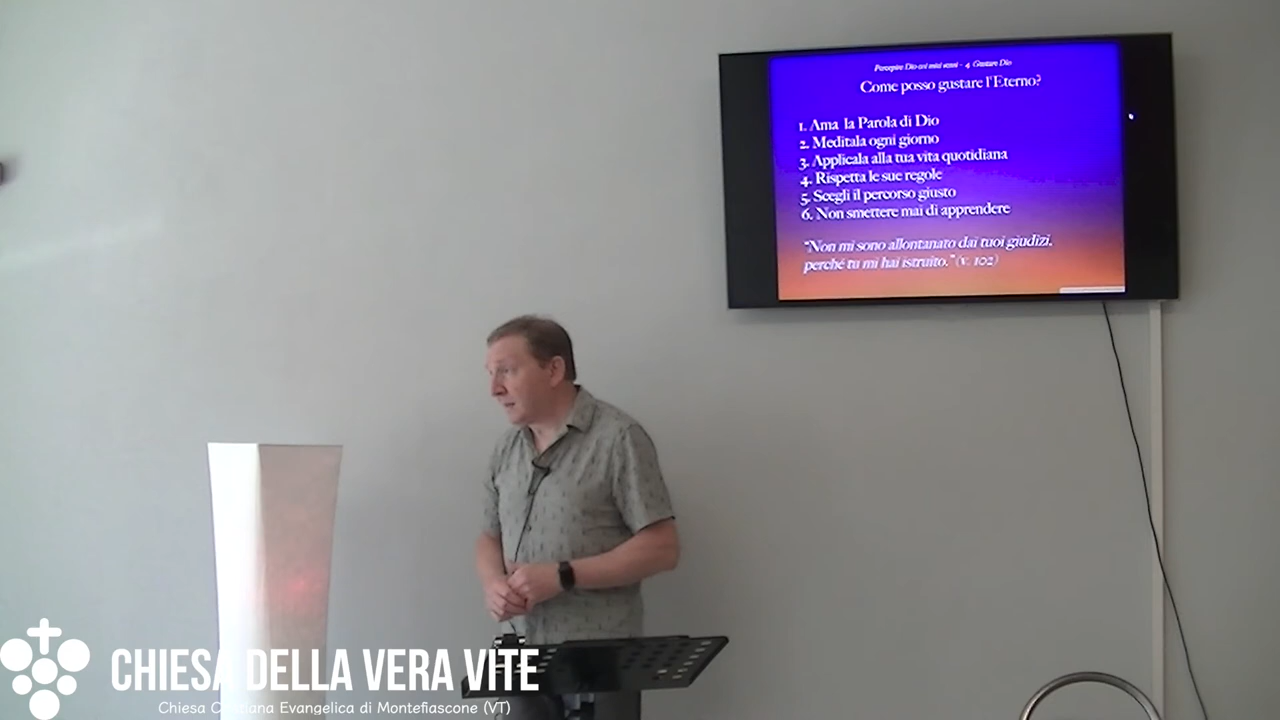 Percepire Dio coi miei sensi - 4. Gustare Dio
Come posso gustare l'Eterno?
1. Ama la Parola di Dio
2. Meditala ogni giorno
3. Applicala alla tua vita quotidiana
4. Rispetta le sue regole
5. Scegli il percorso giusto
6. Non smettere mai di apprendere
"Non mi sono allontanato dai tuoi giudizi,
perché tu mi hai istruito." (v. 102)
CHIESA DELLA VERA VITE
Chiesa Cristiana Evangelica di Montefiascone (VT)